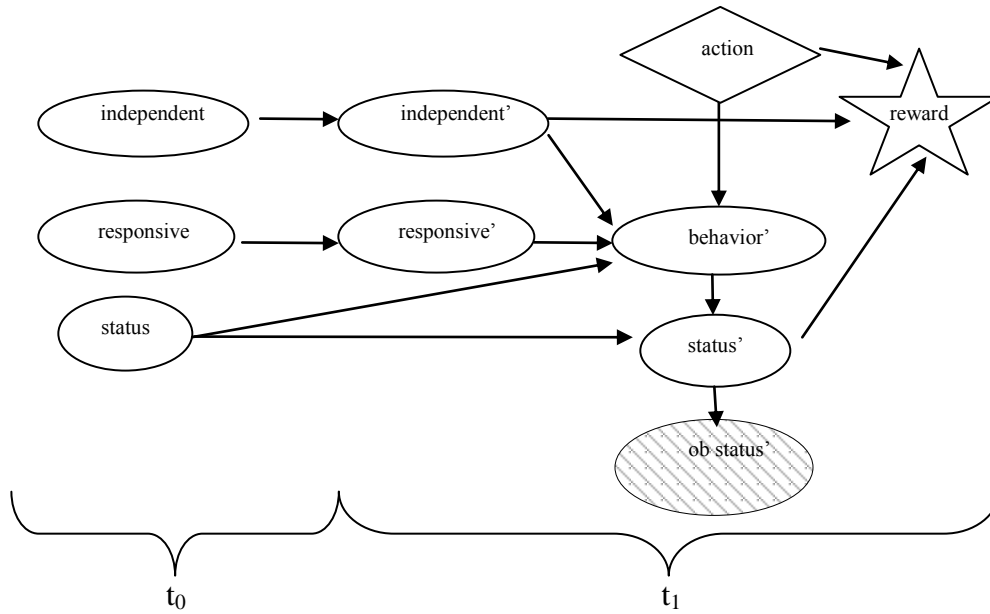 action
reward
independent
independent’
responsive
responsive’
behavior’
status
status’
ob status’
t₀
t₁